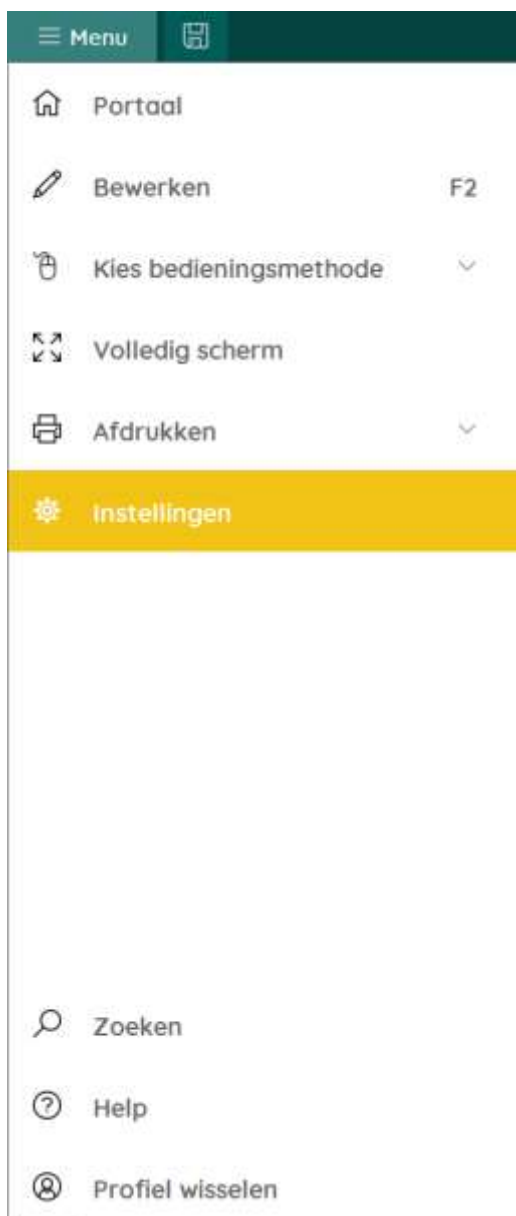 Menu
Portaal
Bewerken F2
Kies bedieningsmethode
Volledig scherm
Afdrukken
Instellingen
Zoeken
Help
Profiel wisselen